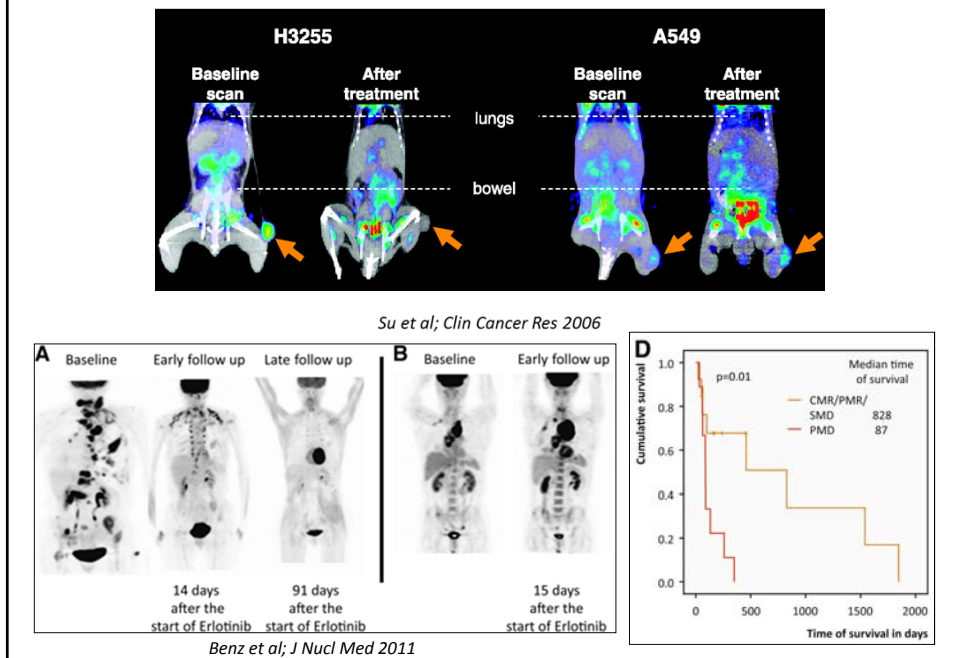 H3255
A549
Baseline
scan
After
treatment
Baseline
scan
After
treatment
lungs
bowel
Su et al; Clin Cancer Res 2006
A
Baseline
Early follow up
Late follow up
14 days
after the
start of Erlotinib
91 days
after the
start of Erlotinib
B
Baseline
Early follow up
15 days
after the
start of Erlotinib
Benz et al; J Nucl Med 2011
D
Cumulative survival
1.0
0.8
0.6
0.4
0.2
0.0
p=0.01
Median time
of survival
CMR/PMR/
SMD 828
PMD 87
0 500 1000 1500 2000
Time of survival in days